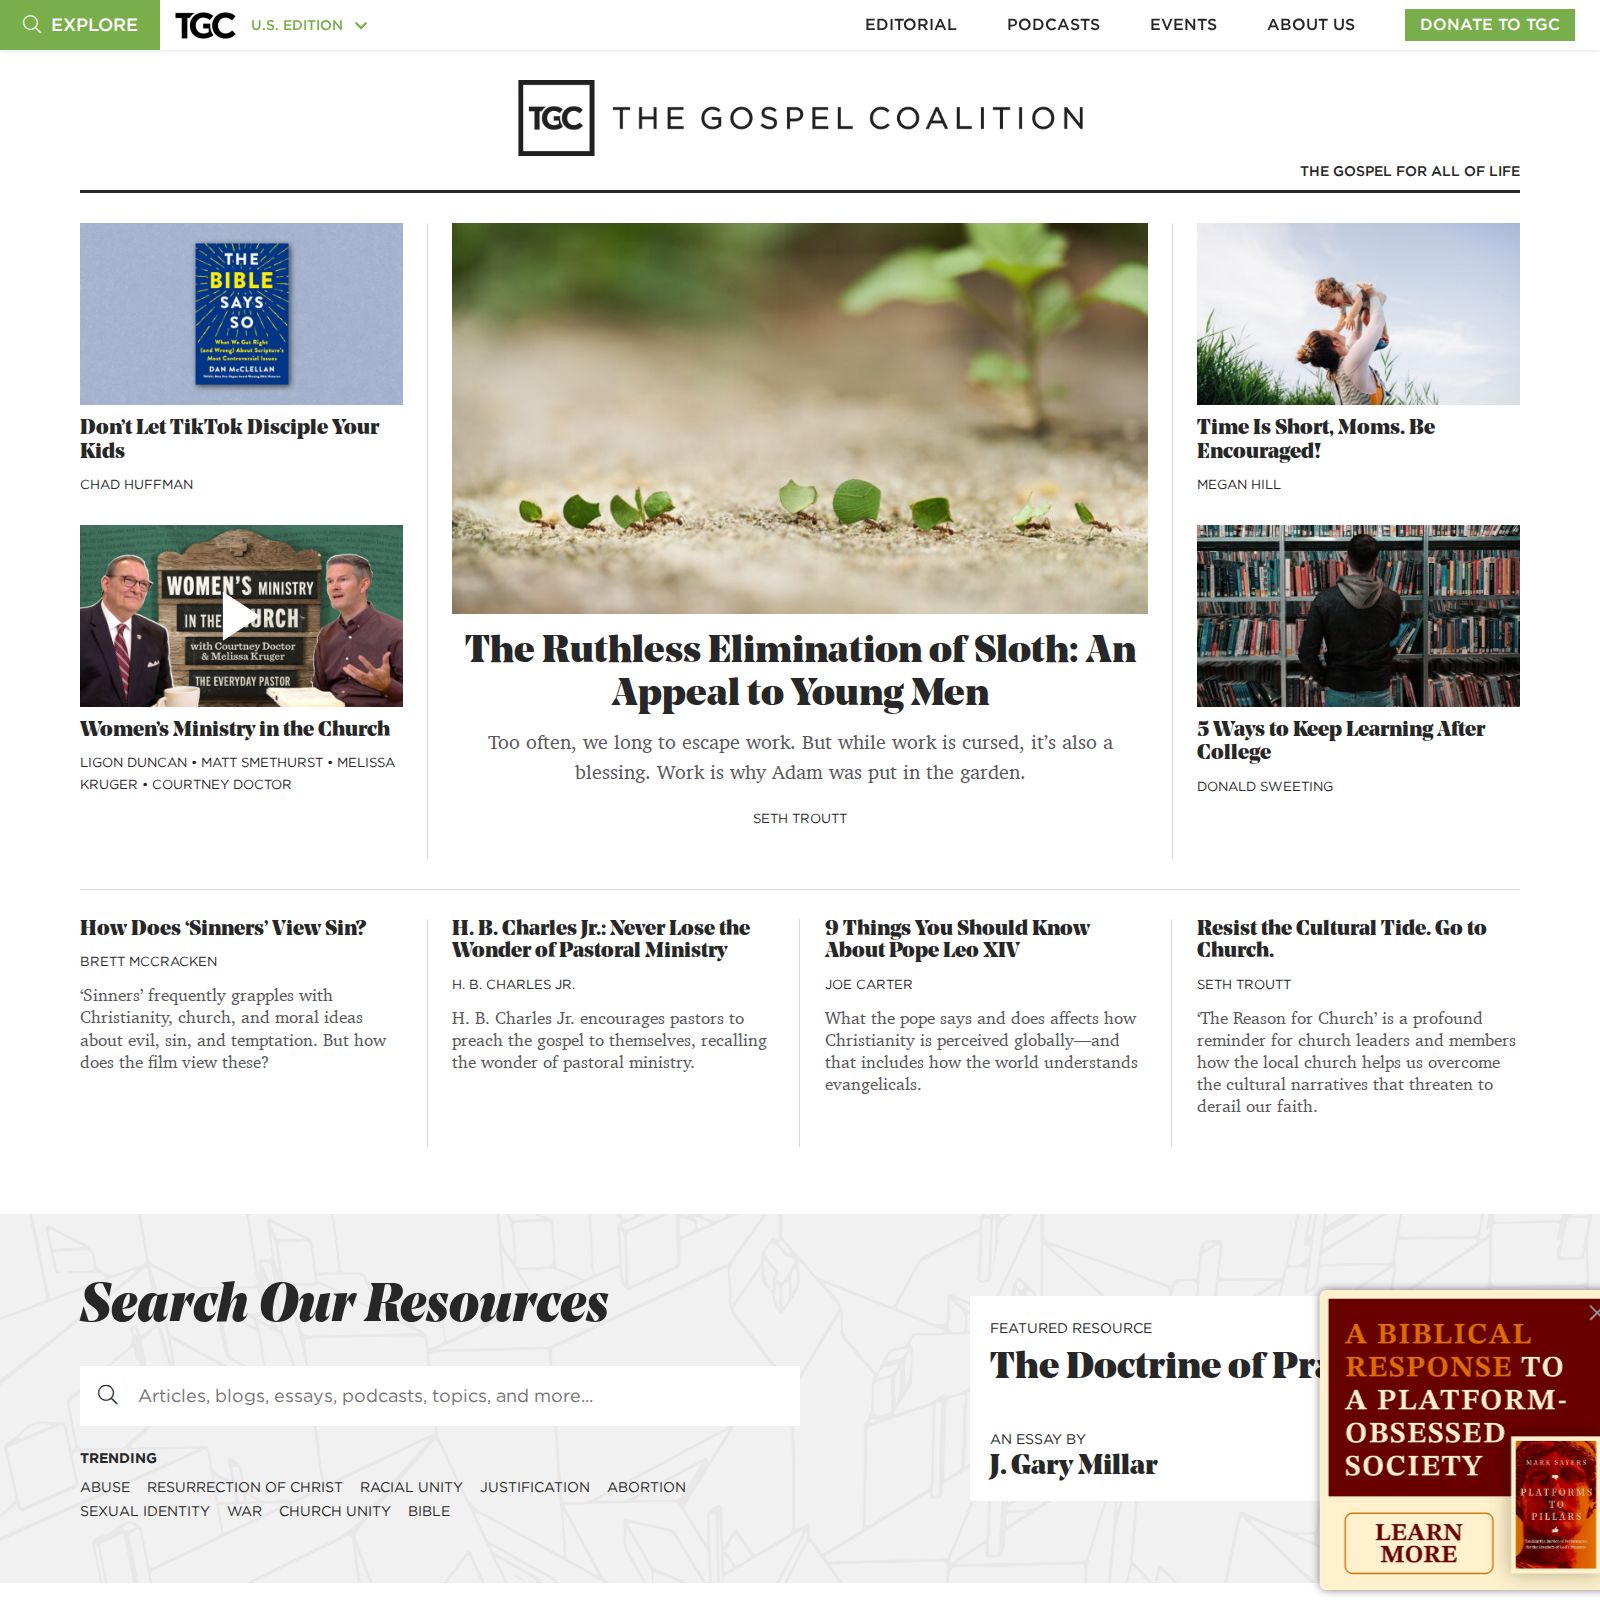 EXPLORE
TGC
U.S. EDITION
EDITORIAL
PODCASTS
EVENTS
ABOUT US
DONATE TO TGC
TGC THE GOSPEL COALITION
THE GOSPEL FOR ALL OF LIFE
THE
BIBLE
SAYS
SO
What We Get Right
(and Wrong) About Scripture's
Most Controversial Issues
DAN McCLELLAN
Don't Let TikTok Disciple Your
Kids
CHAD HUFFMAN
WOMEN'S MINISTRY
IN THE CHURCH
with Courtney Doctor
& Melissa Kruger
THE EVERYDAY PASTOR
Women's Ministry in the Church
LIGON DUNCAN • MATT SMETHURST • MELISSA
KRUGER • COURTNEY DOCTOR
The Ruthless Elimination of Sloth: An
Appeal to Young Men
Too often, we long to escape work. But while work is cursed, it's also a
blessing. Work is why Adam was put in the garden.
SETH TROUTT
Time Is Short, Moms. Be
Encouraged!
MEGAN HILL
5 Ways to Keep Learning After
College
DONALD SWEETING
How Does ‘Sinners’ View Sin?
BRETT MCCRACKEN
‘Sinners’ frequently grapples with
Christianity, church, and moral ideas
about evil, sin, and temptation. But how
does the film view these?
H. B. Charles Jr.: Never Lose the
Wonder of Pastoral Ministry
H. B. CHARLES JR.
H. B. Charles Jr. encourages pastors to
preach the gospel to themselves, recalling
the wonder of pastoral ministry.
9 Things You Should Know
About Pope Leo XIV
JOE CARTER
What the pope says and does affects how
Christianity is perceived globally—and
that includes how the world understands
evangelicals.
Resist the Cultural Tide. Go to
Church.
SETH TROUTT
‘The Reason for Church’ is a profound
reminder for church leaders and members
how the local church helps us overcome
the cultural narratives that threaten to
derail our faith.
Search Our Resources
Articles, blogs, essays, podcasts, topics, and more...
TRENDING
ABUSE RESURRECTION OF CHRIST RACIAL UNITY JUSTIFICATION ABORTION
SEXUAL IDENTITY WAR CHURCH UNITY BIBLE
FEATURED RESOURCE
The Doctrine of Pra
AN ESSAY BY
J. Gary Millar
A BIBLICAL
RESPONSE TO
A PLATFORM-
OBSESSED
SOCIETY
LEARN
MORE
MARK SAYERS
PLATFORMS
TO
PILLARS